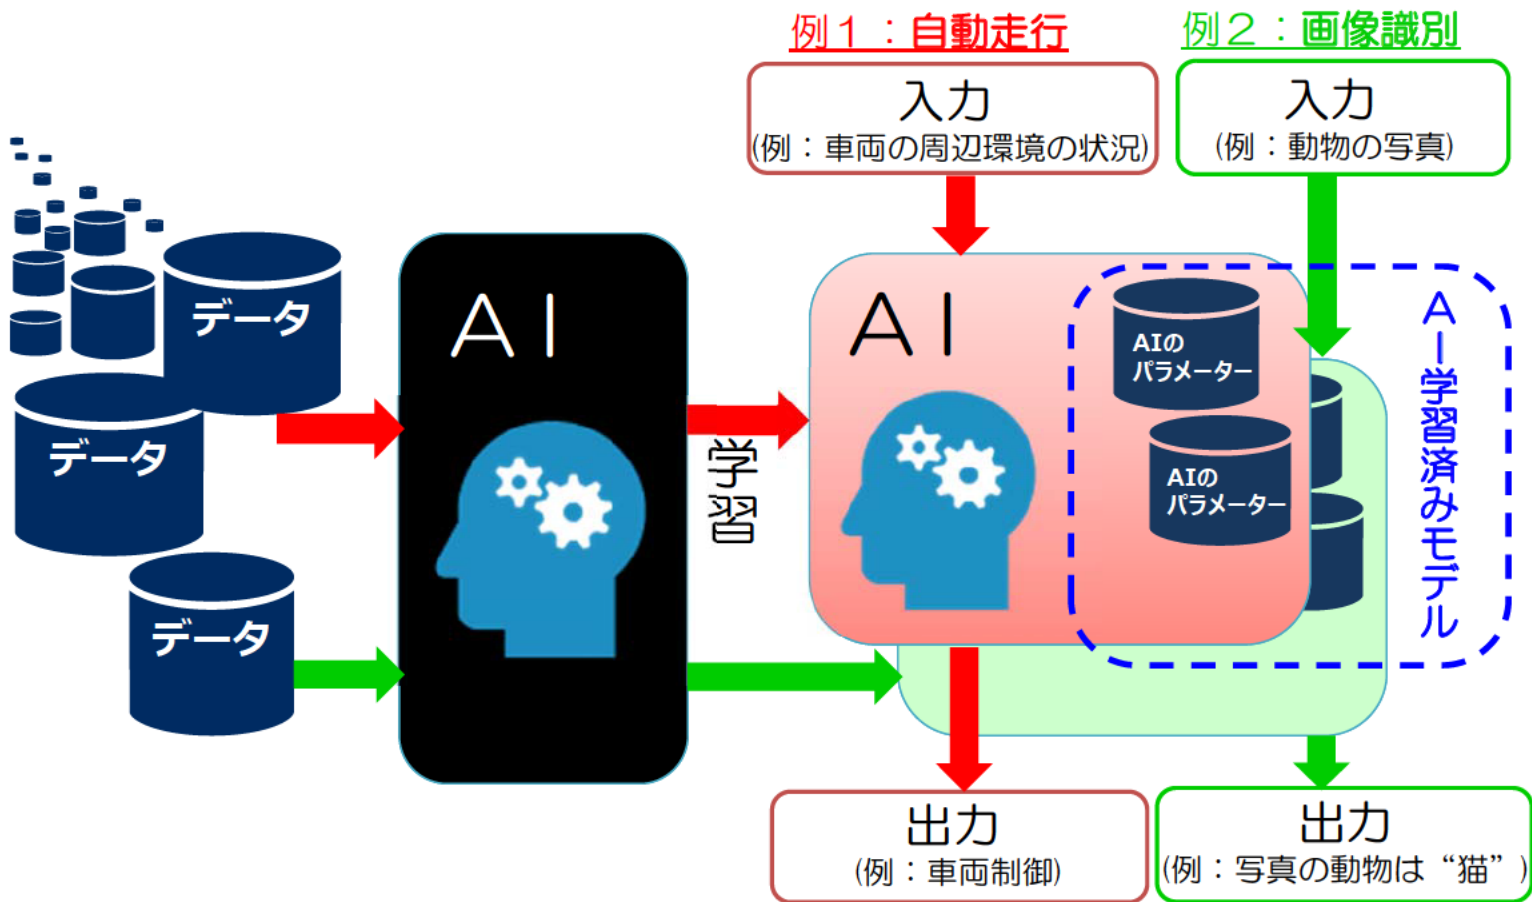 例１：自動走行
入力
(例：車両の周辺環境の状況)
例２：画像識別
入力
(例：動物の写真)
データ
データ
データ
ＡＩ
学習
ＡＩ
AIの
パラメーター
AIの
パラメーター
ＡＩ学習済みモデル
出力
(例：車両制御)
出力
(例：写真の動物は“猫”)